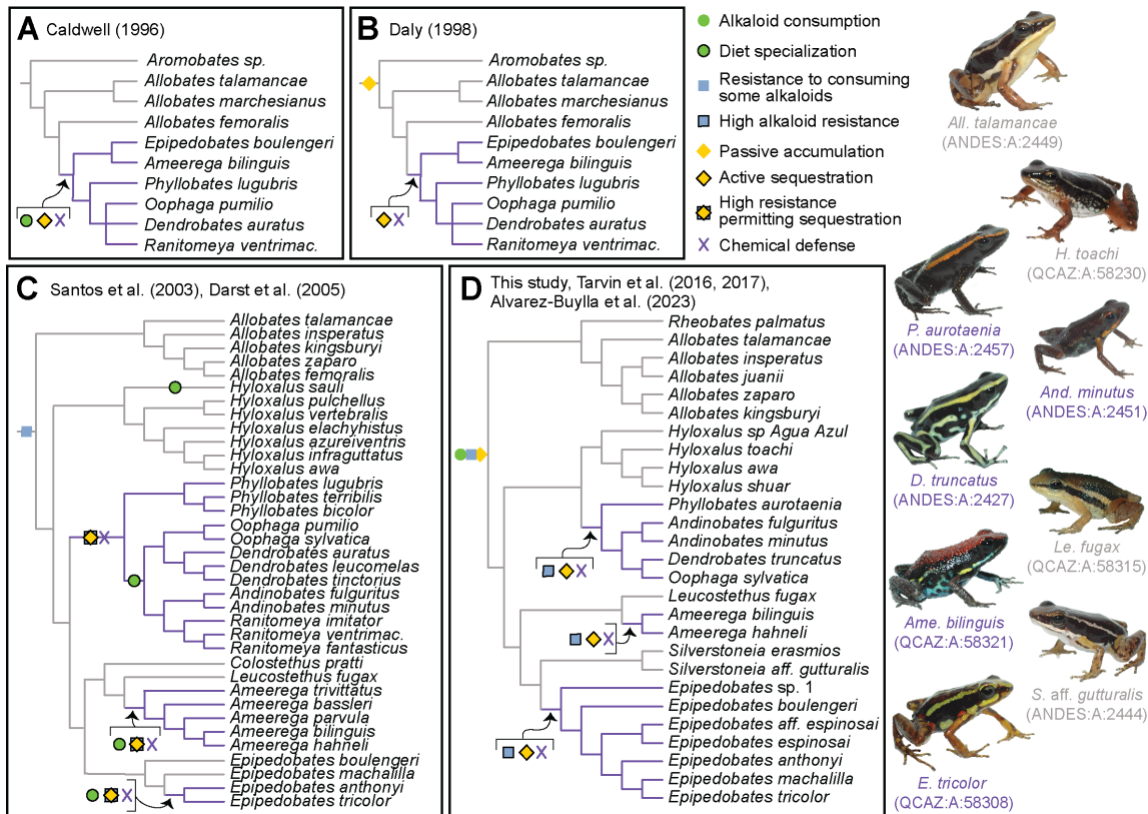 A Caldwell (1996)
Aromobates sp.
Allobates talamancae
Allobates marchesianus
Allobates femoralis
Epipedobates boulengeri
Ameerega bilinguis
Phyllobates lugubris
Oophaga pumilio
Dendrobates auratus
Ranitomeya ventrimac.
B Daly (1998)
Aromobates sp.
Allobates talamancae
Allobates marchesianus
Allobates femoralis
Epipedobates boulengeri
Ameerega bilinguis
Phyllobates lugubris
Oophaga pumilio
Dendrobates auratus
Ranitomeya ventrimac.
Alkaloid consumption
Diet specialization
Resistance to consuming
some alkaloids
High alkaloid resistance
Passive accumulation
Active sequestration
High resistance
permitting sequestration
Chemical defense
C Santos et al. (2003), Darst et al. (2005)
Allobates talamancae
Allobates insperatus
Allobates kingsburyi
Allobates zaparo
Allobates femoralis
Hyloxalus sauli
Hyloxalus pulchellus
Hyloxalus vertebralis
Hyloxalus elachyhistus
Hyloxalus azureiventris
Hyloxalus infraguttatus
Hyloxalus awa
Phyllobates lugubris
Phyllobates terribilis
Phyllobates bicolor
Oophaga pumilio
Oophaga sylvatica
Dendrobates auratus
Dendrobates leucomelas
Dendrobates tinctorius
Andinobates fulguritus
Andinobates minutus
Ranitomeya imitator
Ranitomeya ventrimac.
Ranitomeya fantasticus
Colostethus pratti
Leucostethus fugax
Ameerega trivittatus
Ameerega bassleri
Ameerega parvula
Ameerega bilinguis
Ameerega hahneli
Epipedobates boulengeri
Epipedobates machalilla
Epipedobates anthonyi
Epipedobates tricolor
D This study, Tarvin et al. (2016, 2017),
Alvarez-Buylla et al. (2023)
Rheobates palmatus
Allobates talamancae
Allobates insperatus
Allobates juanii
Allobates zaparo
Allobates kingsburyi
Hyloxalus sp Agua Azul
Hyloxalus toachi
Hyloxalus awa
Hyloxalus shuar
Phyllobates aurotaenia
Andinobates fulguritus
Andinobates minutus
Dendrobates truncatus
Oophaga sylvatica
Leucostethus fugax
Ameerega bilinguis
Ameerega hahneli
Silverstoneia erasmios
Silverstoneia aff. gutturalis
Epipedobates sp. 1
Epipedobates boulengeri
Epipedobates aff. espinosai
Epipedobates espinosai
Epipedobates anthonyi
Epipedobates machalilla
Epipedobates tricolor
All. talamancae
(ANDES:A:2449)
H. toachi
(QCAZ:A:58230)
P. aurotaenia
(ANDES:A:2457)
And. minutus
(ANDES:A:2451)
D. truncatus
(ANDES:A:2427)
Le. fugax
(QCAZ:A:58315)
Ame. bilinguis
(QCAZ:A:58321)
S. aff. gutturalis
(ANDES:A:2444)
E. tricolor
(QCAZ:A:58308)